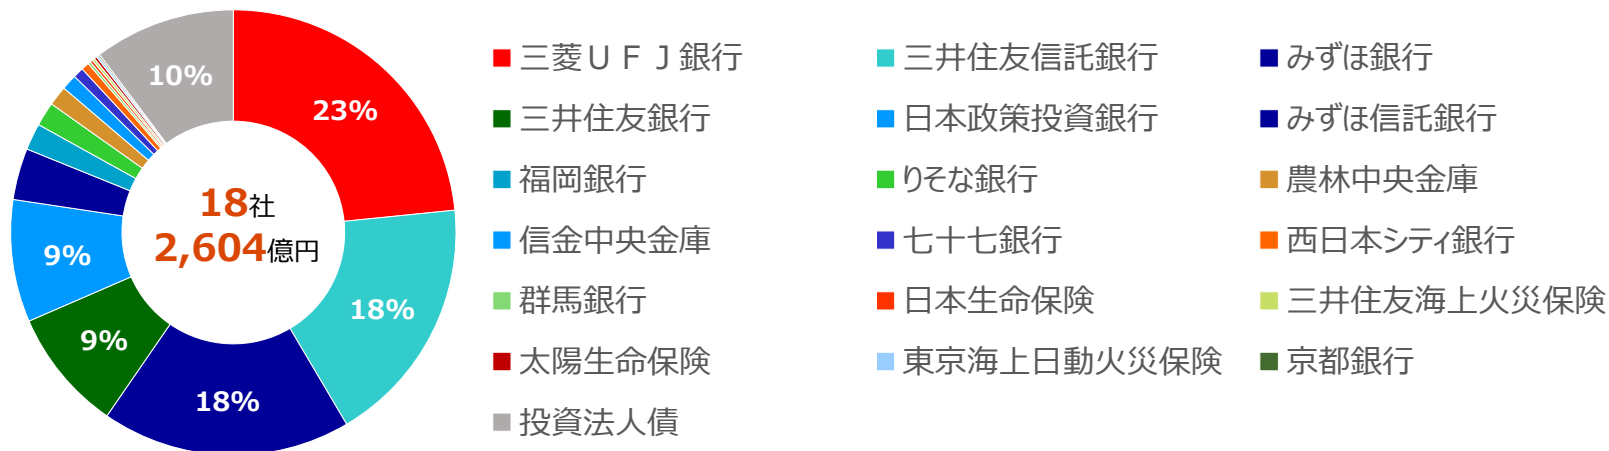 10%
23%
18社
2,604億円
9%
18%
9%
18%
三菱ＵＦＪ銀行 三井住友信託銀行 みずほ銀行
三井住友銀行 日本政策投資銀行 みずほ信託銀行
福岡銀行 りそな銀行 農林中央金庫
信金中央金庫 七十七銀行 西日本シティ銀行
群馬銀行 日本生命保険 三井住友海上火災保険
太陽生命保険 東京海上日動火災保険 京都銀行
投資法人債